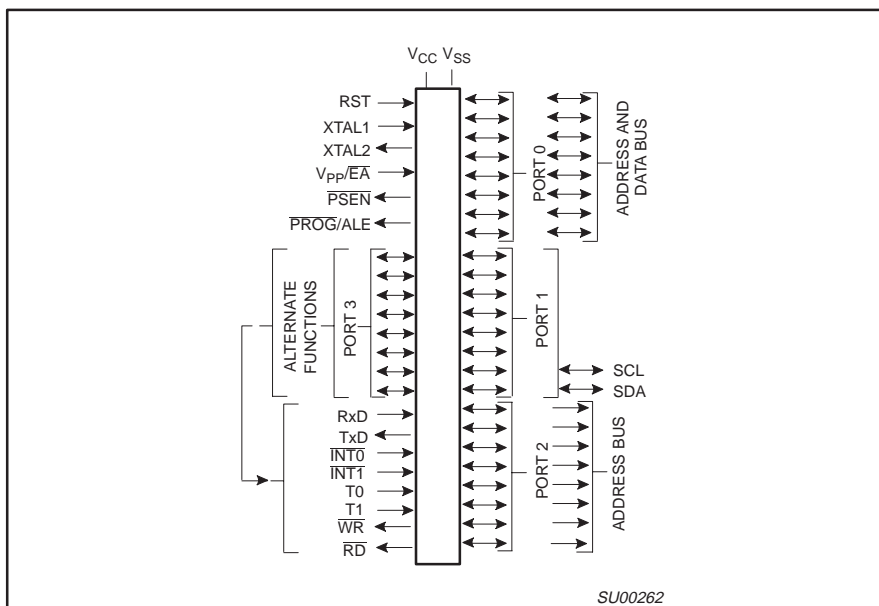 VCC VSS
RST
XTAL1
XTAL2
VPP/EA
PSEN
PROG/ALE
PORT 0
ADDRESS AND
DATA BUS
ALTERNATE
FUNCTIONS
PORT 3
PORT 1
SCL
SDA
RxD
TxD
INT0
INT1
T0
T1
WR
RD
PORT 2
ADDRESS BUS
SU00262